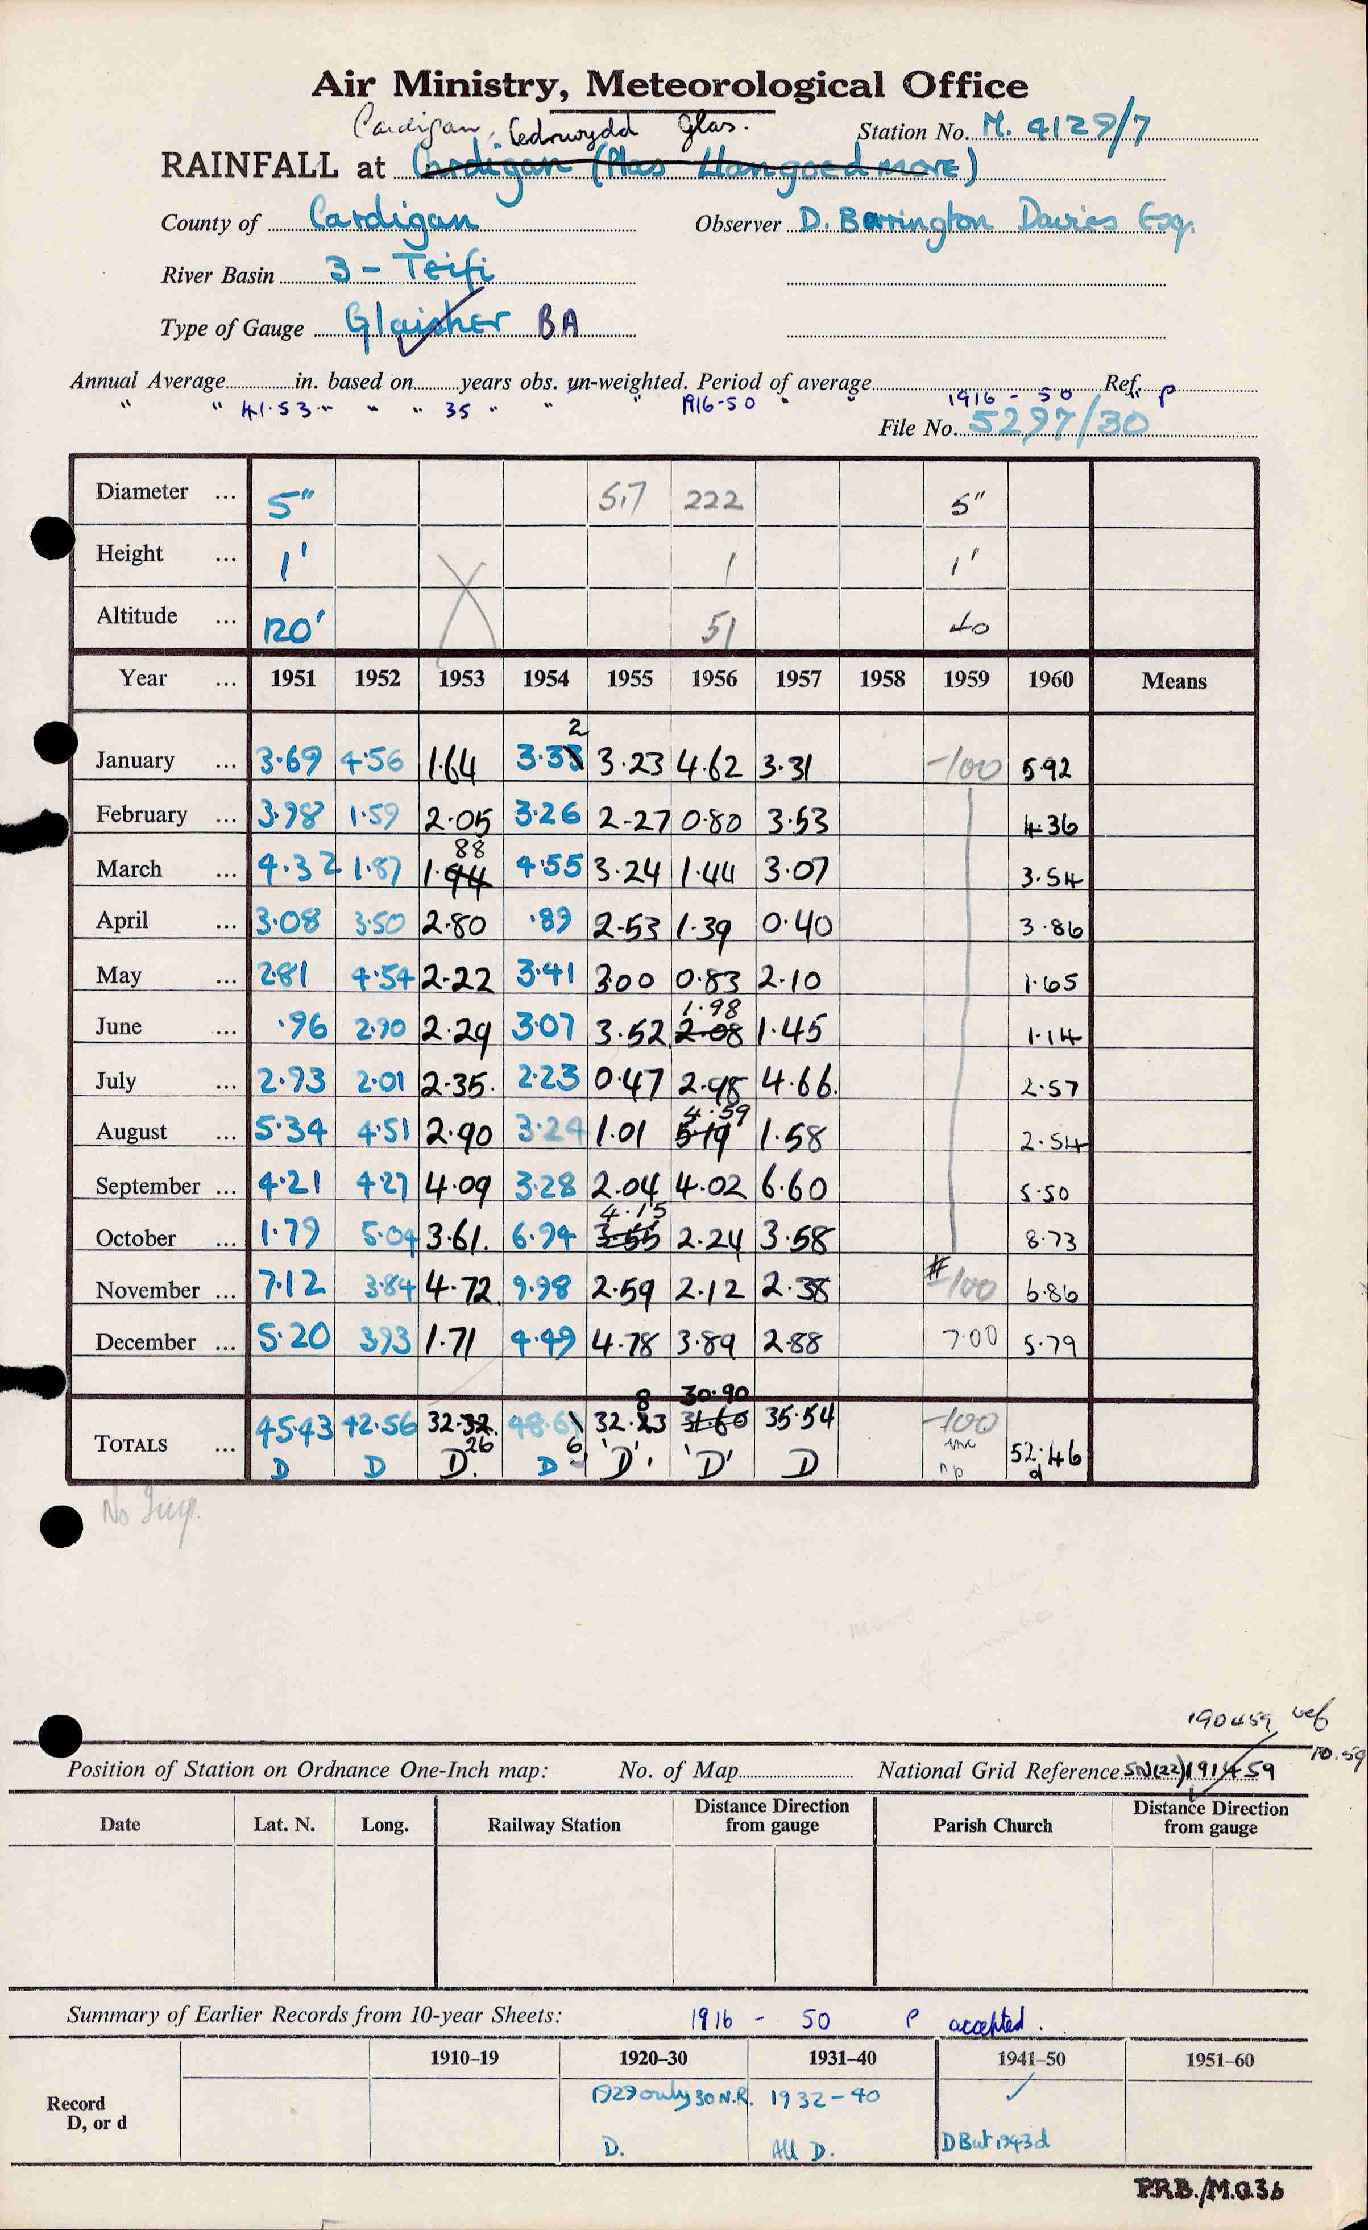 Air Ministry, Meteorological Office
Cardigan, Cedrwydd Glas.
Station No. M. 4129/7
RAINFALL at Cardigan (Plas Llangoedmore)
County of Cardigan Observer D. Barrington Davies Esq.
River Basin 3 - Teifi
Type of Gauge Glaisher BA
Annual Average in. based on years obs. un-weighted. Period of average Ref.
" " 41.53 " " " 35 " " " 1916-50 " " 1916 - 50 " P
File No. 5297/30
Diameter ... 5" 5.7 222 5"
Height ... 1' 1 1'
Altitude ... 120' 51 40
Year ... 1951 1952 1953 1954 1955 1956 1957 1958 1959 1960 Means
2
January ... 3.69 4.56 1.64 3.33 3.23 4.62 3.31 -100 5.92
February ... 3.98 1.59 2.05 3.26 2.27 0.80 3.53 4.36
88
March ... 4.32 1.87 1.94 4.55 3.24 1.44 3.07 3.54
April ... 3.08 3.50 2.80 .89 2.53 1.39 0.40 3.86
May ... 2.81 4.54 2.22 3.41 3.00 0.83 2.10 1.65
1.98
June ... .96 2.90 2.29 3.07 3.52 2.08 1.45 1.14
July ... 2.93 2.01 2.35. 2.23 0.47 2.98 4.66. 2.57
4.59
August ... 5.34 4.51 2.90 3.24 1.01 5.19 1.58 2.54
September ... 4.21 4.27 4.09 3.28 2.04 4.02 6.60 5.50
4.15
October ... 1.79 5.04 3.61. 6.94 3.55 2.24 3.58 8.73
November ... 7.12 3.84 4.72 9.98 2.59 2.12 2.38 # -100 6.86
December ... 5.20 3.93 1.71 4.49 4.78 3.89 2.88 7.00 5.79
8 30.90
TOTALS ... 45.43 42.56 32.32. 48.6 32.23 31.60 35.54 -100 52.46
26 6
D D D. D 'D'. 'D' D np d
No
190459 ref
10.59
Position of Station on Ordnance One-Inch map: No. of Map National Grid Reference SN(22)191459
Date Lat. N. Long. Railway Station Distance Direction from gauge Parish Church Distance Direction from gauge
Summary of Earlier Records from 10-year Sheets: 1916 - 50 P accepted.
1910–19 1920–30 1931–40 1941–50 1951–60
Record 1929 only 30 N.R. 1932 - 40 ✓
D, or d D. All D. D But 1943 d
P.R.B./M.O.36